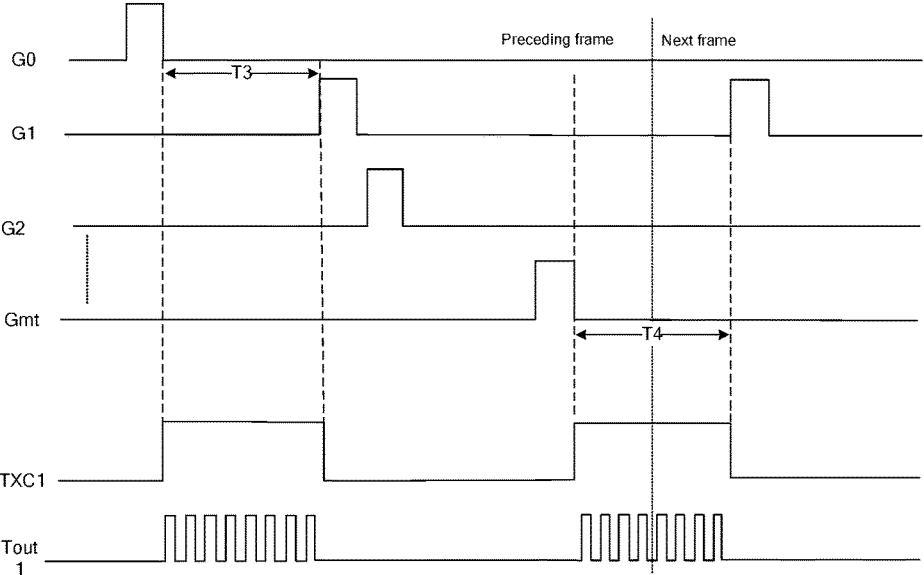 Preceding frame
Next frame
G0
T3
G1
G2
Gmt
T4
TXC1
Tout
1